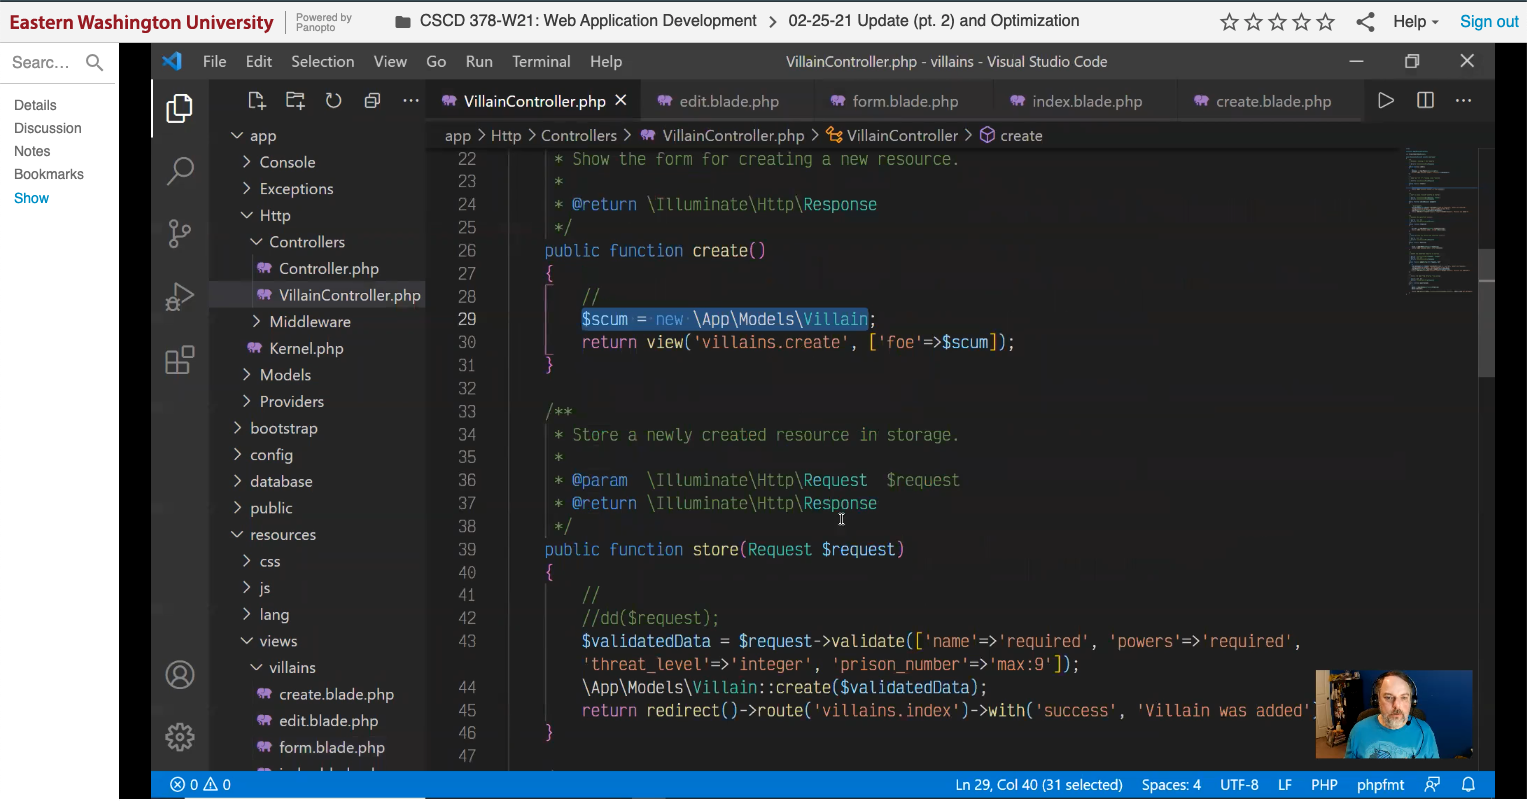 Eastern Washington University
Powered by
Panopto
CSCD 378-W21: Web Application Development > 02-25-21 Update (pt. 2) and Optimization
Help
Sign out
Searc...
Details
Discussion
Notes
Bookmarks
Show
File Edit Selection View Go Run Terminal Help
VillainController.php - villains - Visual Studio Code
VillainController.php
edit.blade.php
form.blade.php
index.blade.php
create.blade.php
app > Http > Controllers > VillainController.php > VillainController > create
app
Console
Exceptions
Http
Controllers
Controller.php
VillainController.php
Middleware
Kernel.php
Models
Providers
bootstrap
config
database
public
resources
css
js
lang
views
villains
create.blade.php
edit.blade.php
form.blade.php
22 * Show the form for creating a new resource.
23 *
24 * @return \Illuminate\Http\Response
25 */
26 public function create()
27 {
28 //
29 $scum = new \App\Models\Villain;
30 return view('villains.create', ['foe'=>$scum]);
31 }
32
33 /**
34 * Store a newly created resource in storage.
35 *
36 * @param \Illuminate\Http\Request $request
37 * @return \Illuminate\Http\Response
38 */
39 public function store(Request $request)
40 {
41 //
42 //dd($request);
43 $validatedData = $request->validate(['name'=>'required', 'powers'=>'required',
'threat_level'=>'integer', 'prison_number'=>'max:9']);
44 \App\Models\Villain::create($validatedData);
45 return redirect()->route('villains.index')->with('success', 'Villain was added'
46 }
47
0 0
Ln 29, Col 40 (31 selected) Spaces: 4 UTF-8 LF PHP phpfmt